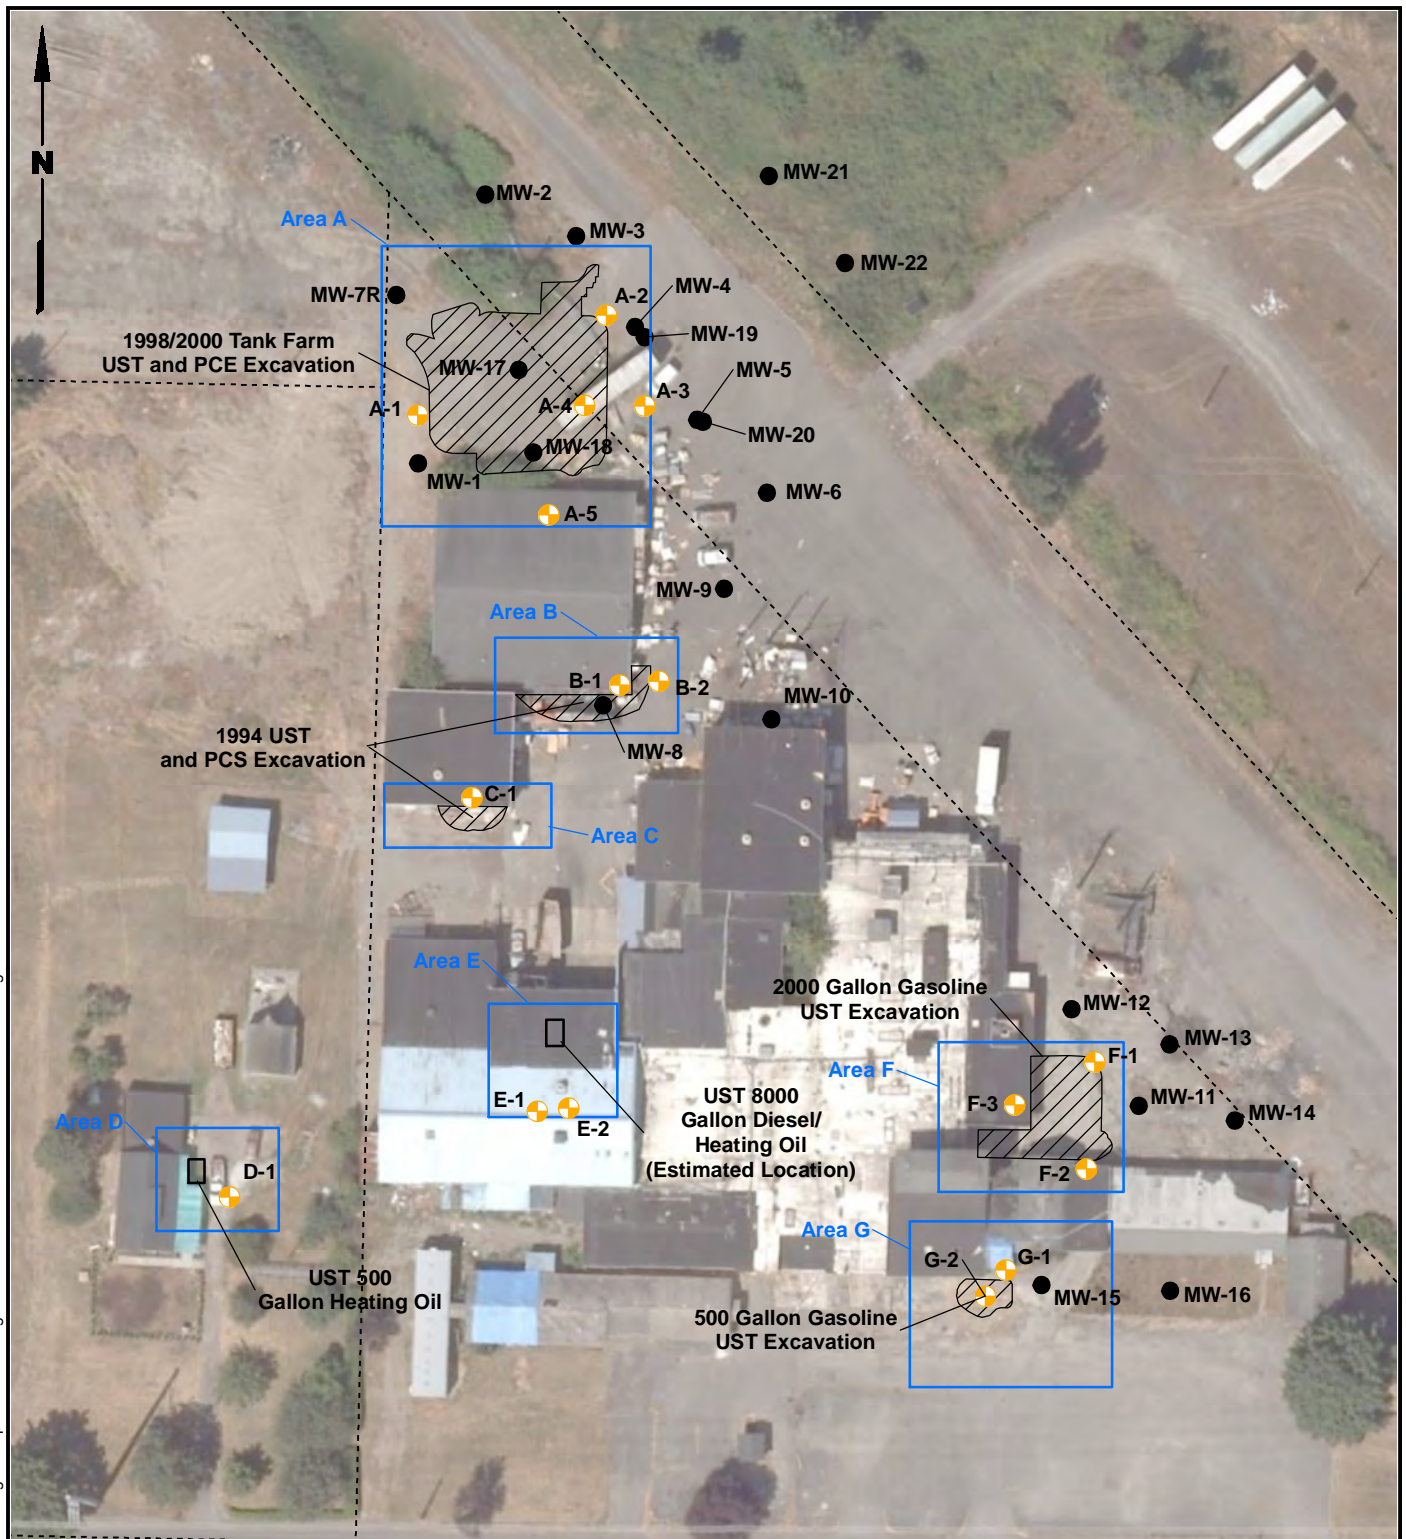 N
MW-21
MW-2
Area A
MW-3
MW-22
MW-4
MW-7R
A-2
MW-19
1998/2000 Tank Farm
UST and PCE Excavation
MW-17
MW-5
A-1
A-4
A-3
MW-20
MW-18
MW-1
MW-6
A-5
MW-9
Area B
B-1
B-2
MW-10
1994 UST
and PCS Excavation
MW-8
C-1
Area C
Area E
2000 Gallon Gasoline
UST Excavation
MW-12
MW-13
F-1
Area F
E-1
E-2
UST 8000
Gallon Diesel/
Heating Oil
(Estimated Location)
F-3
MW-11
MW-14
Area D
D-1
F-2
Area G
G-2
G-1
UST 500
Gallon Heating Oil
MW-15
MW-16
500 Gallon Gasoline
UST Excavation